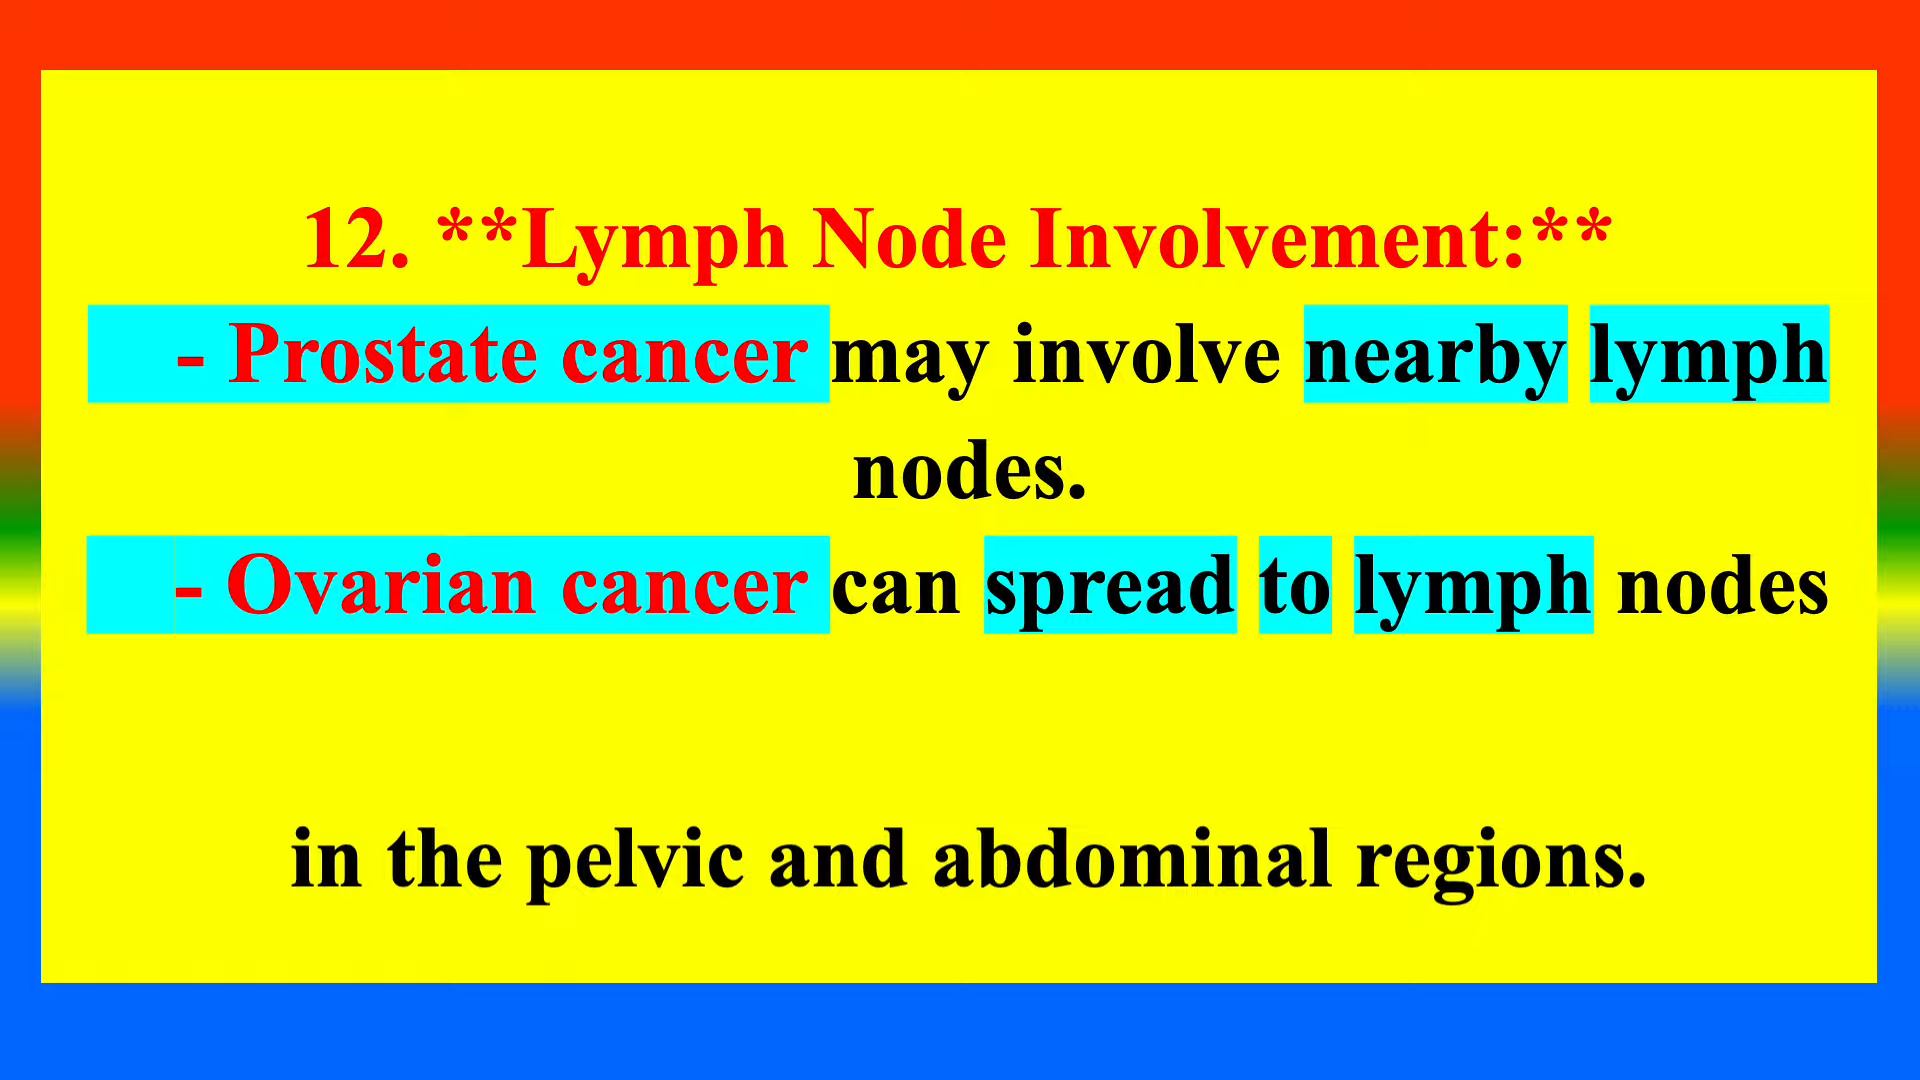 12. **Lymph Node Involvement:**
- Prostate cancer may involve nearby lymph
nodes.
- Ovarian cancer can spread to lymph nodes
in the pelvic and abdominal regions.